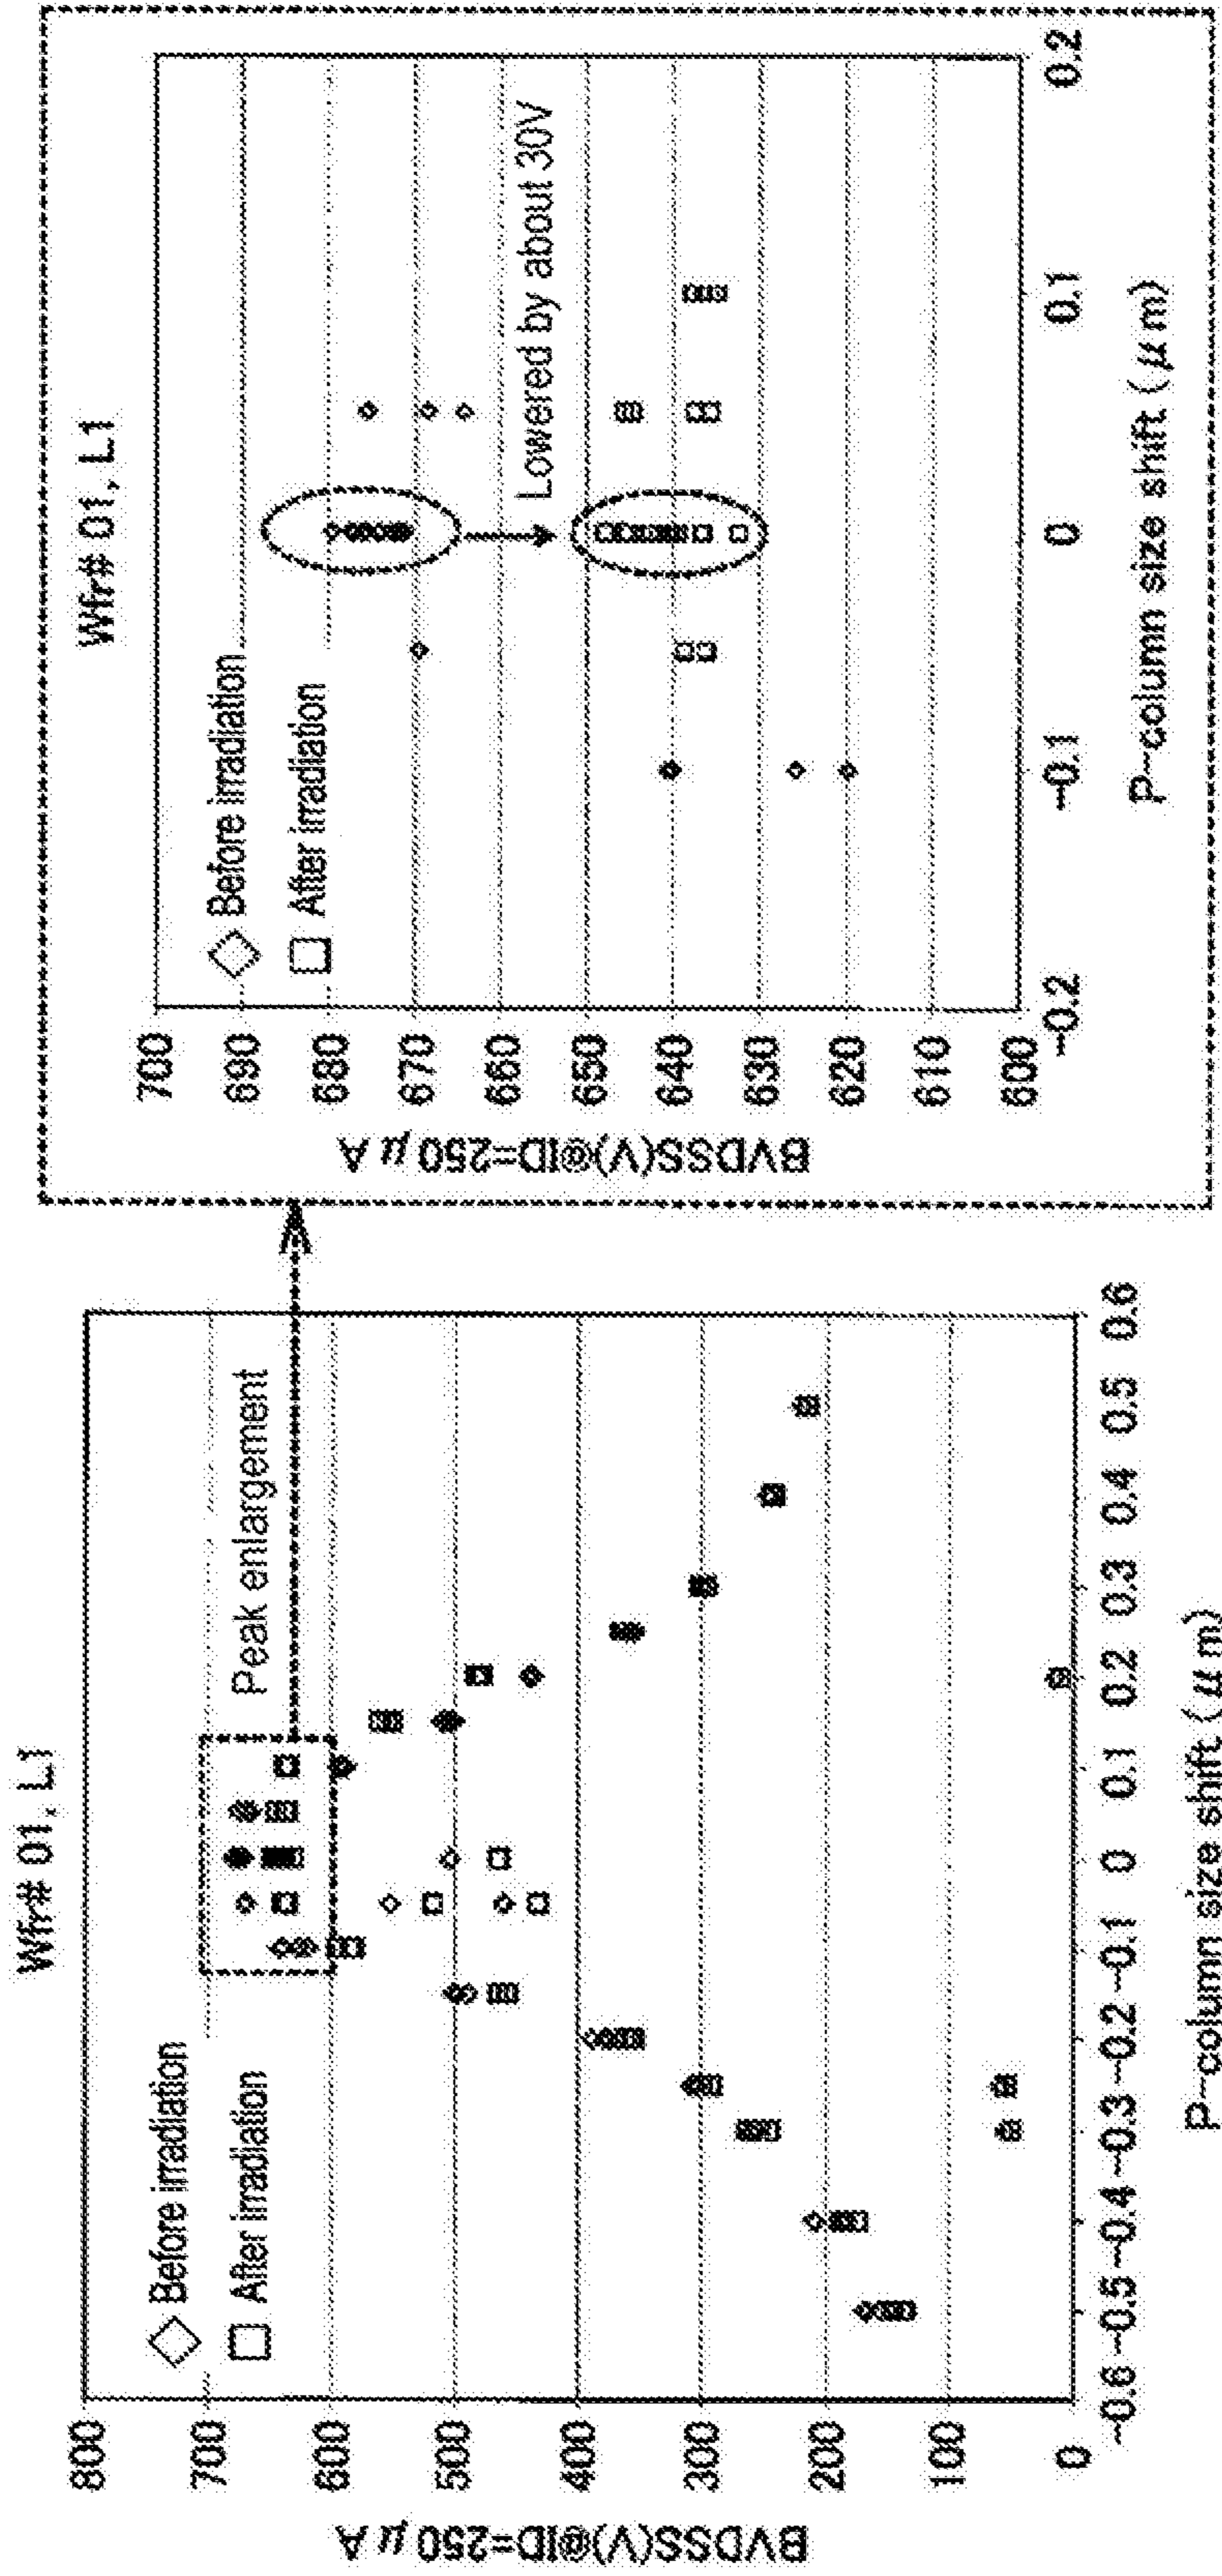 Wfr# 01, L1
◇ Before irradiation
□ After irradiation
Peak enlargement
BVDSS(V)@ID=250 μA
800
700
600
500
400
300
200
100
0
-0.6 -0.5 -0.4 -0.3 -0.2 -0.1 0 0.1 0.2 0.3 0.4 0.5 0.6
P-column size shift (μm)
Wfr# 01, L1
◇ Before irradiation
□ After irradiation
Lowered by about 30V
BVDSS(V)@ID=250 μA
700
690
680
670
660
650
640
630
620
610
600
-0.2 -0.1 0 0.1 0.2
P-column size shift (μm)